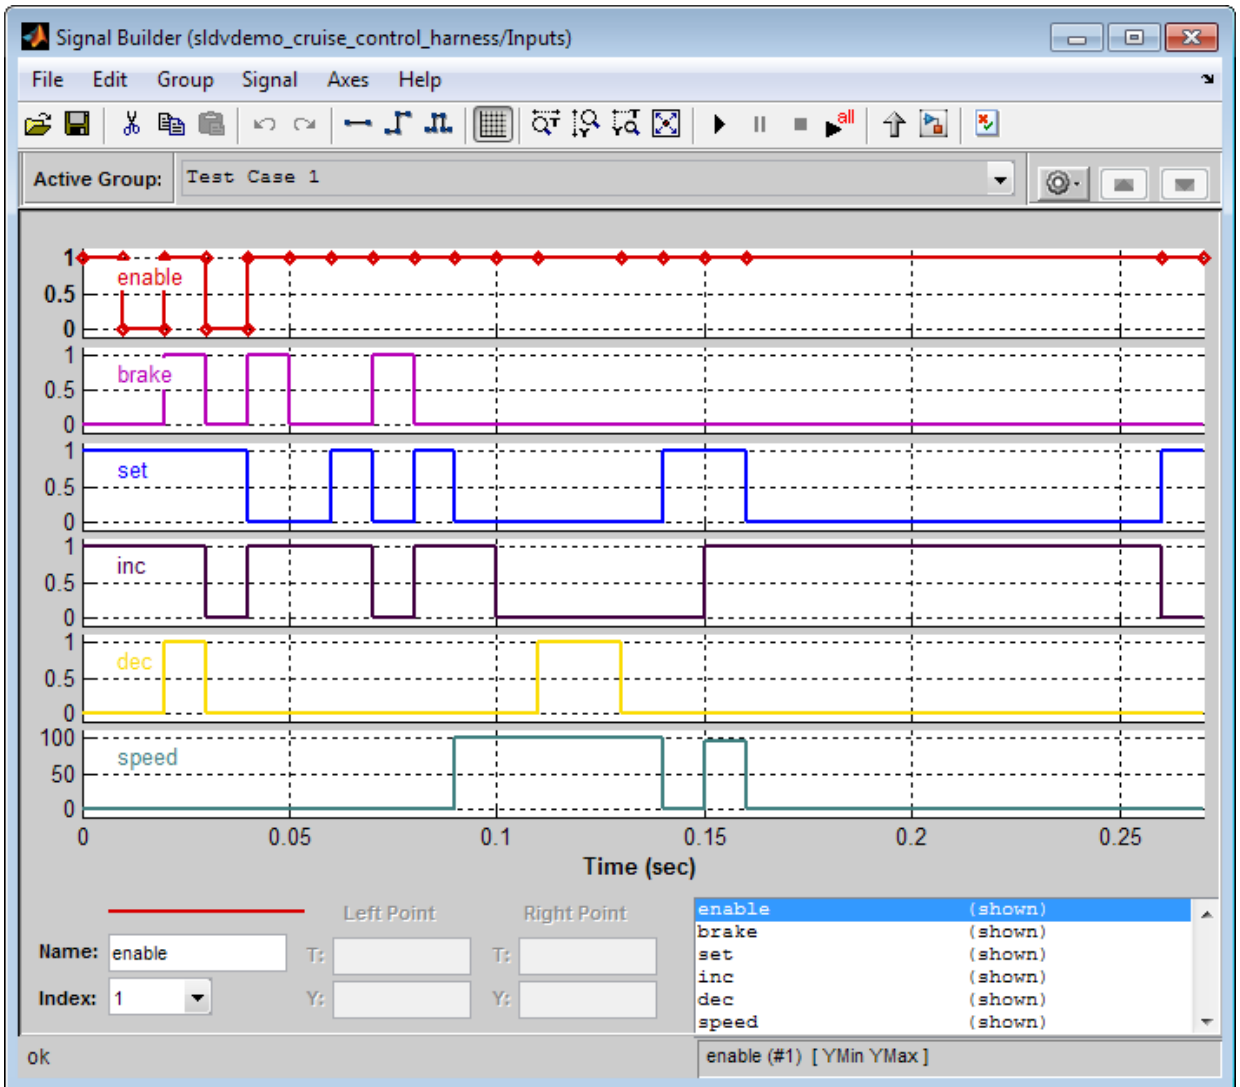 Signal Builder (sldvdemo_cruise_control_harness/Inputs)
File Edit Group Signal Axes Help
all
Active Group: Test Case 1
1
enable
0.5
0
1
brake
0.5
0
1
set
0.5
0
1
inc
0.5
0
1
dec
0.5
0
100
speed
50
0
0 0.05 0.1 0.15 0.2 0.25
Time (sec)
Left Point Right Point
Name: enable T: T:
Index: 1 Y: Y:
enable (shown)
brake (shown)
set (shown)
inc (shown)
dec (shown)
speed (shown)
ok
enable (#1) [ YMin YMax ]